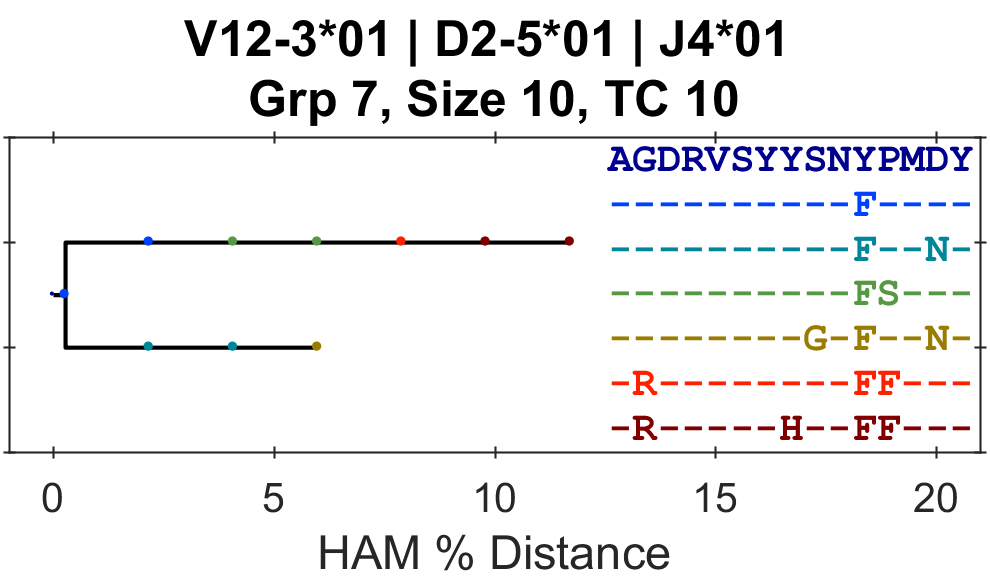 V12-3*01 | D2-5*01 | J4*01
Grp 7, Size 10, TC 10
AGDRVSYYSNYPMDY
----------F----
----------F--N-
----------FS---
--------G-F--N-
-R--------FF---
-R-----H--FF---
0 5 10 15 20
HAM % Distance